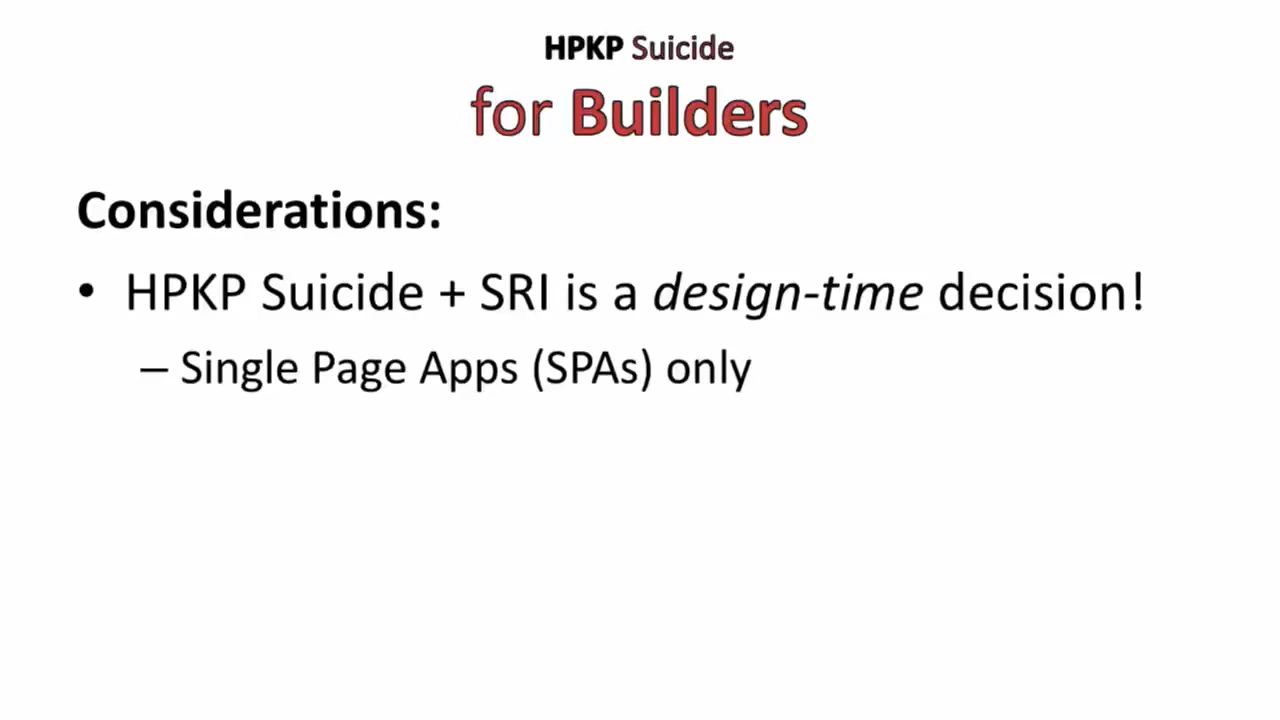 HPKP Suicide
for Builders
Considerations:
• HPKP Suicide + SRI is a design-time decision!
– Single Page Apps (SPAs) only